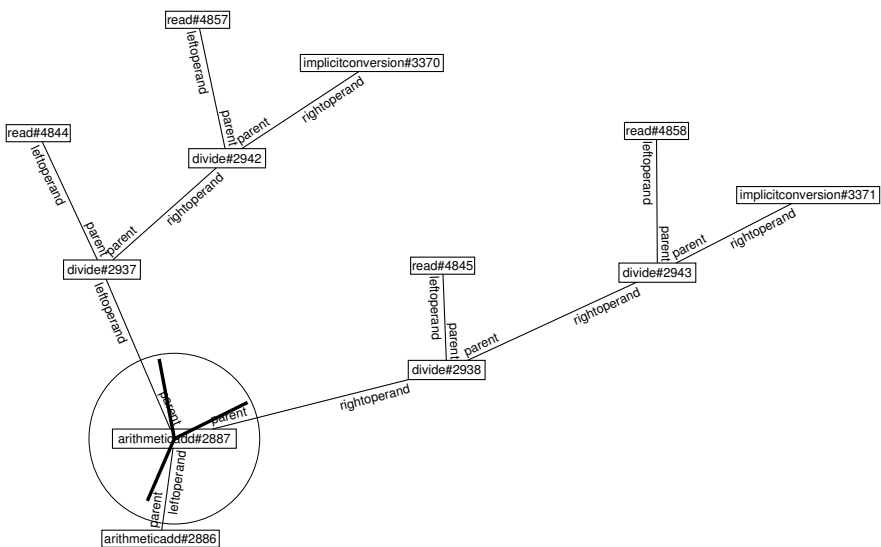 read#4857
leftoperand
implicitconversion#3370
rightoperand
parent
parent
read#4844
leftoperand
divide#2942
rightoperand
read#4858
leftoperand
implicitconversion#3371
rightoperand
parent
parent
divide#2937
parent
parent
divide#2943
rightoperand
read#4845
leftoperand
leftoperand
parent
parent
divide#2938
rightoperand
parent
parent
arithmeticadd#2887
leftoperand
parent
arithmeticadd#2886